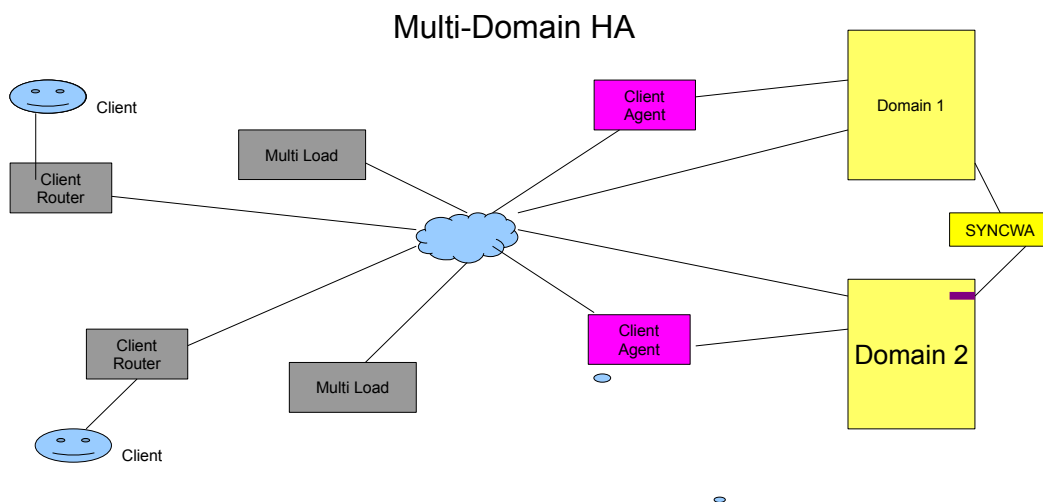 Multi-Domain HA
Client
Client
Router
Multi Load
Client
Agent
Domain 1
SYNCWA
Client
Router
Client
Multi Load
Client
Agent
Domain 2